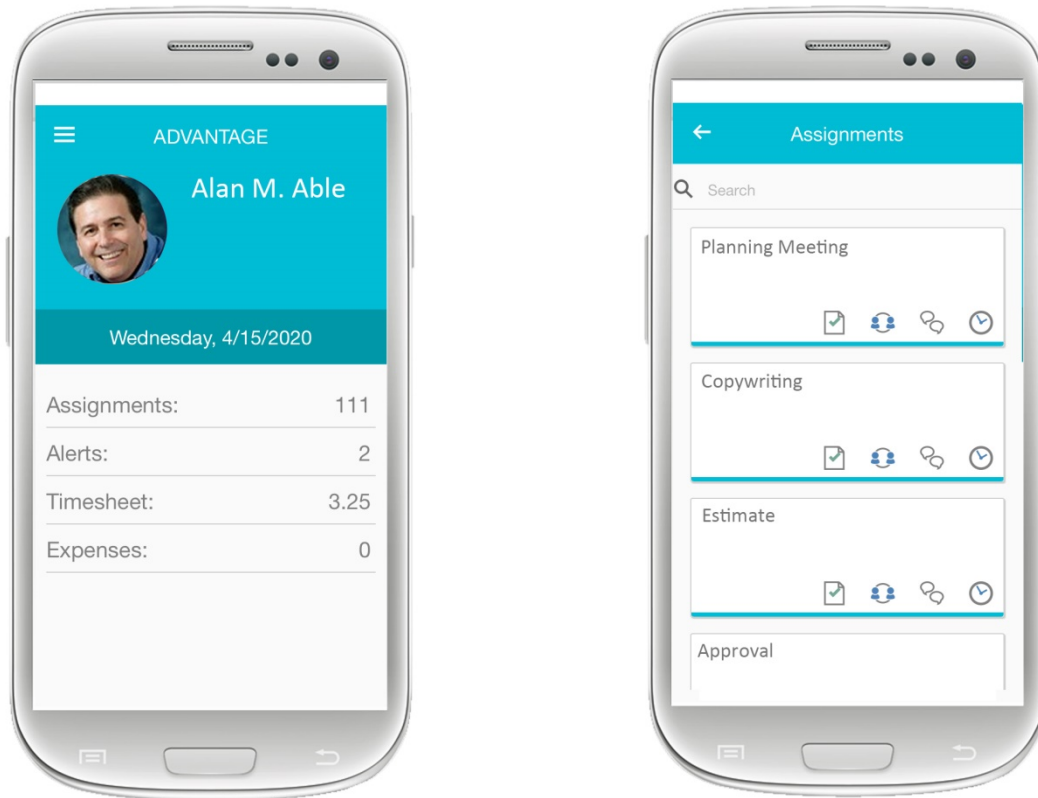 ADVANTAGE
Alan M. Able
Wednesday, 4/15/2020
Assignments: 111
Alerts: 2
Timesheet: 3.25
Expenses: 0
Assignments
Search
Planning Meeting
Copywriting
Estimate
Approval